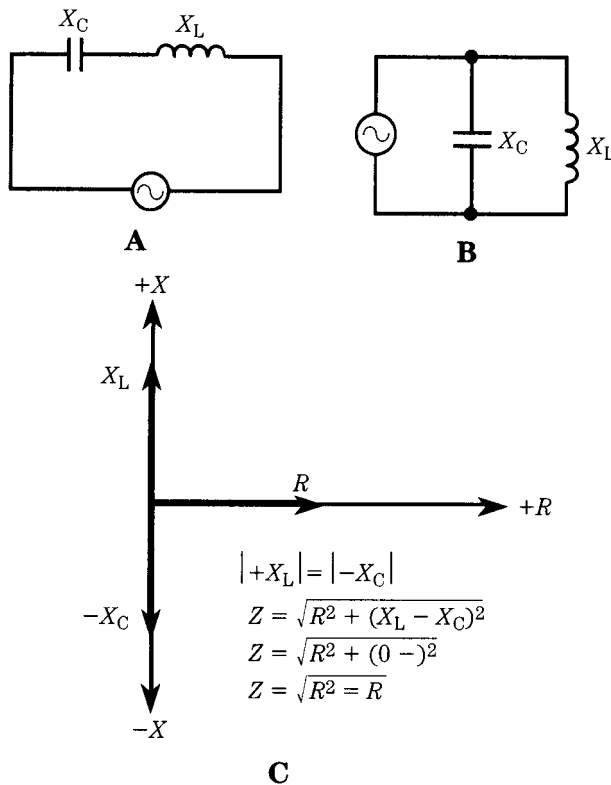 X_C
X_L
A
X_C
X_L
B
+X
X_L
R
+R
|+X_L| = |−X_C|
−X_C
Z = √(R² + (X_L − X_C)²)
Z = √(R² + (0 −)²)
Z = √(R² = R)
−X
C